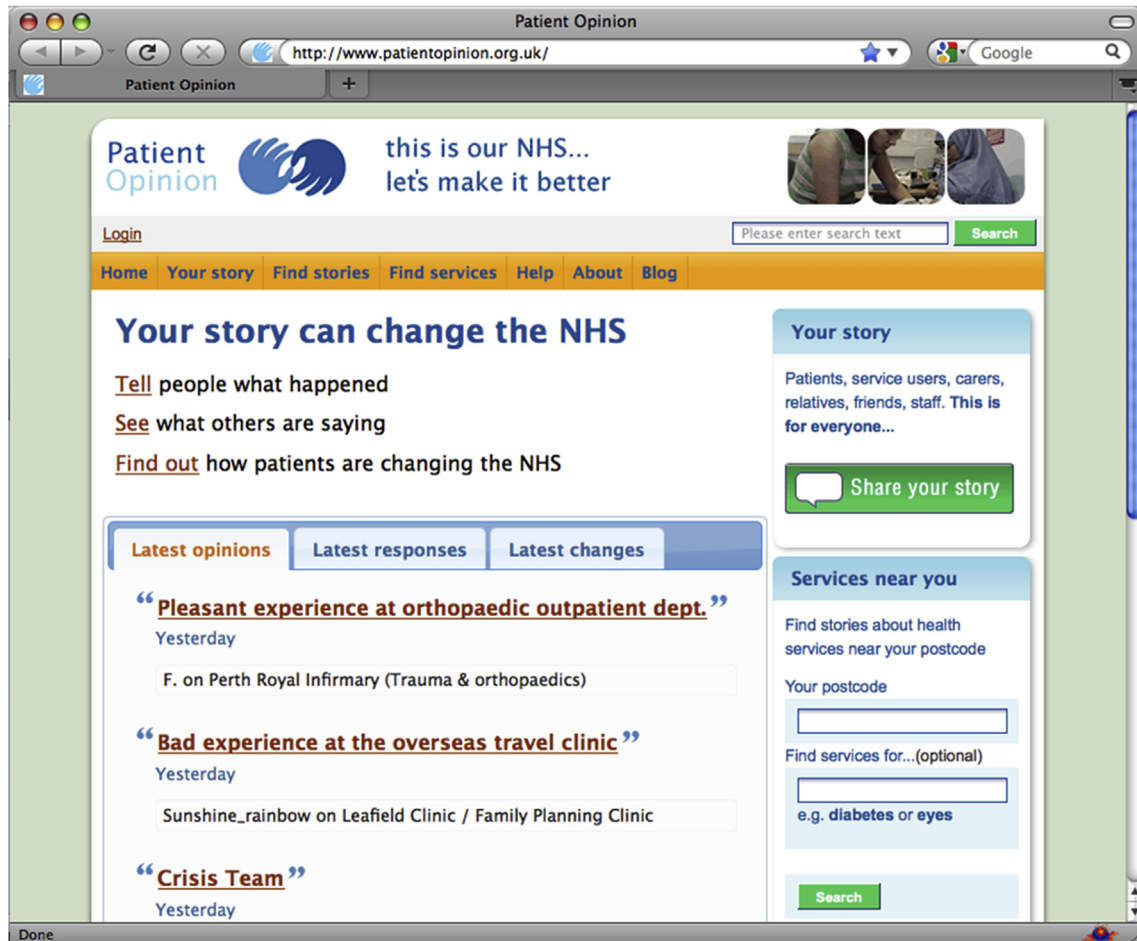 Patient Opinion
http://www.patientopinion.org.uk/
Google
Patient Opinion
+
Patient
Opinion
this is our NHS...
let's make it better
Login
Please enter search text
Search
Home Your story Find stories Find services Help About Blog
Your story can change the NHS
Tell people what happened
See what others are saying
Find out how patients are changing the NHS
Latest opinions Latest responses Latest changes
“Pleasant experience at orthopaedic outpatient dept.”
Yesterday
F. on Perth Royal Infirmary (Trauma & orthopaedics)
“Bad experience at the overseas travel clinic”
Yesterday
Sunshine_rainbow on Leafield Clinic / Family Planning Clinic
“Crisis Team”
Yesterday
Your story
Patients, service users, carers,
relatives, friends, staff. This is
for everyone...
Share your story
Services near you
Find stories about health
services near your postcode
Your postcode
Find services for...(optional)
e.g. diabetes or eyes
Search
Done